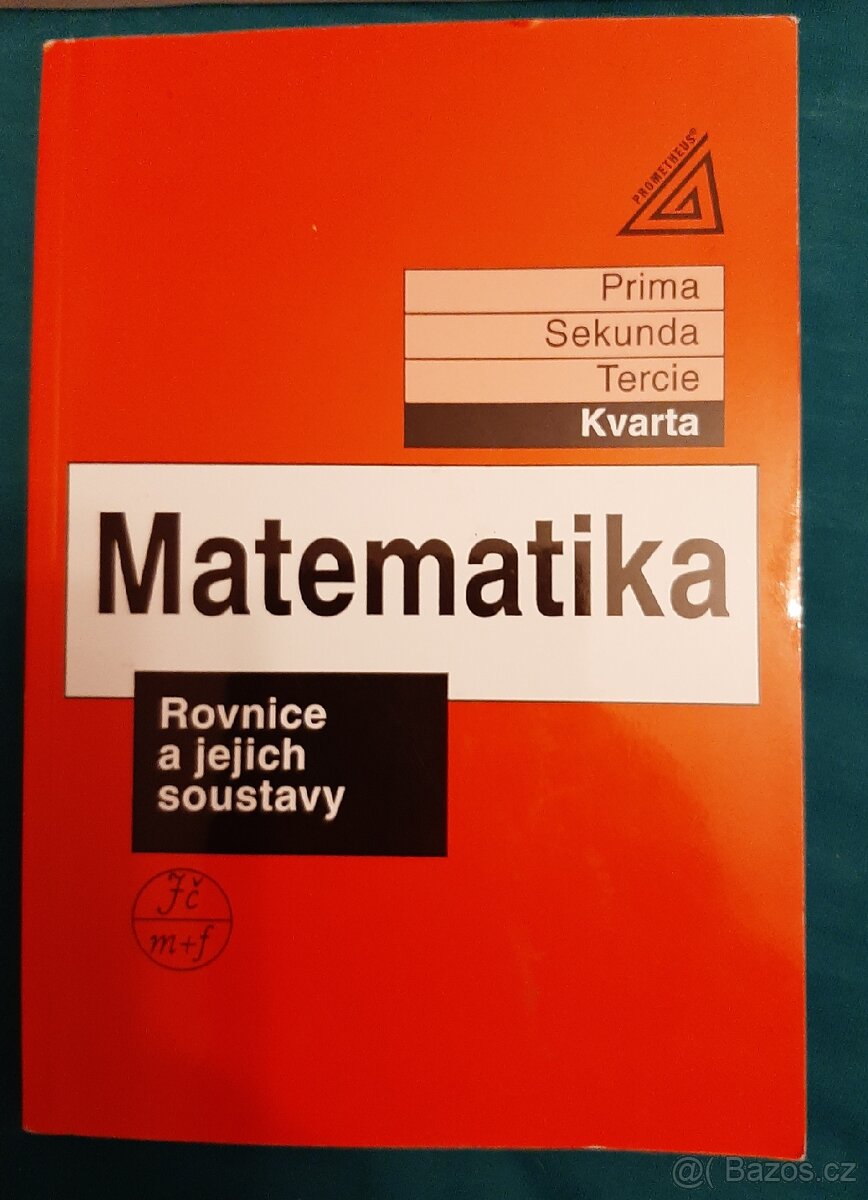 PROMETHEUS®
Prima
Sekunda
Tercie
Kvarta
Matematika
Rovnice
a jejich
soustavy
Jč
m+f
@( Bazos.cz